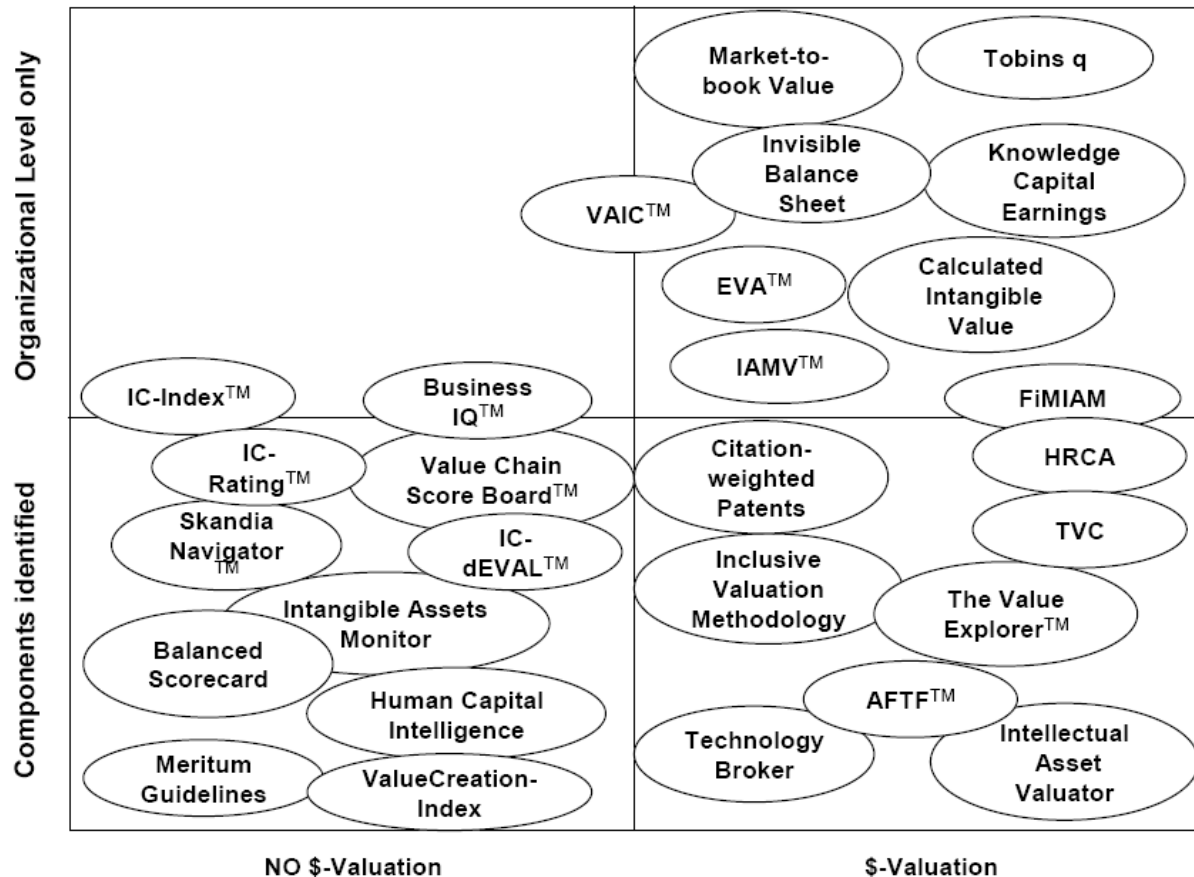 Organizational Level only
Market-to-
book Value
Tobins q
Invisible
Balance
Sheet
Knowledge
Capital
Earnings
VAIC™
EVA™
Calculated
Intangible
Value
IAMV™
IC-Index™
Business
IQ™
FiMIAM
Components identified
IC-
Rating™
Value Chain
Score Board™
Citation-
weighted
Patents
HRCA
Skandia
Navigator
™
IC-
dEVAL™
TVC
Intangible Assets
Monitor
Inclusive
Valuation
Methodology
The Value
Explorer™
Balanced
Scorecard
Human Capital
Intelligence
AFTF™
Technology
Broker
Intellectual
Asset
Valuator
Meritum
Guidelines
ValueCreation-
Index
NO $-Valuation
$-Valuation